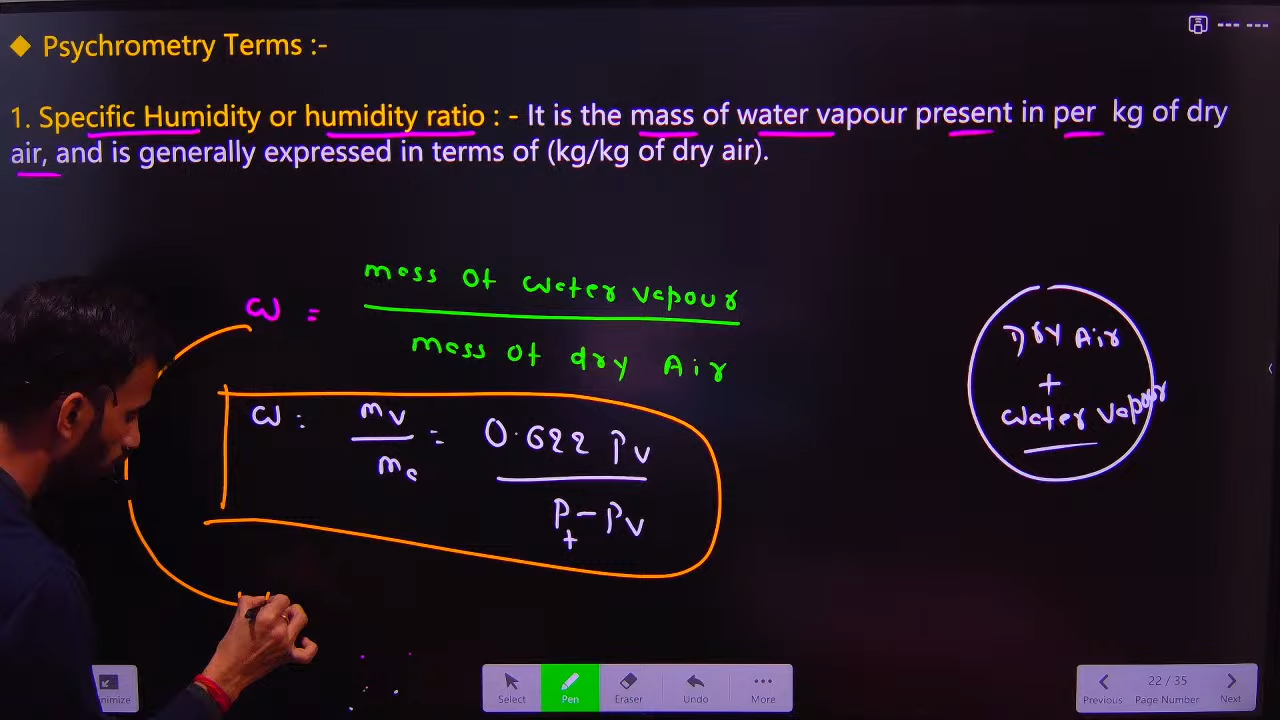 ◆ Psychrometry Terms :-
1. Specific Humidity or humidity ratio : - It is the mass of water vapour present in per kg of dry
air, and is generally expressed in terms of (kg/kg of dry air).
ω = mass of water vapour
mass of dry Air
ω = mv / ma = 0.622 Pv
Pt - Pv
Dry Air
+
water vapour
Select
Pen
Eraser
Undo
More
Previous
22 / 35
Page Number
Next